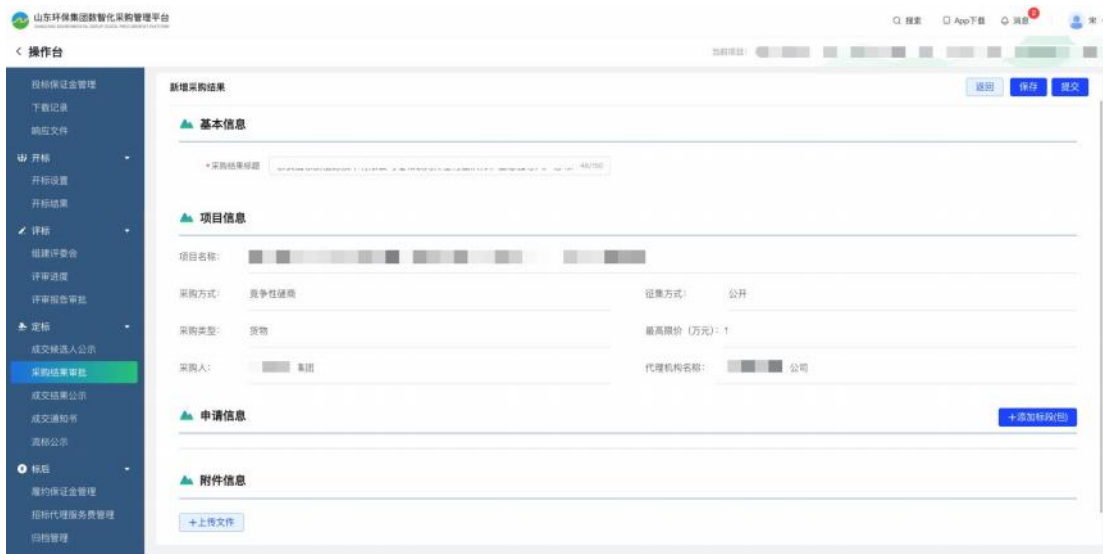 山东环保集团数智化采购管理平台
搜索 App下载 消息 2 宋
操作台
当前项目:
投标保证金管理
下载记录
响应文件
开标
开标设置
开标结果
评标
组建评委会
评审进度
评审报告审批
定标
成交候选人公示
采购结果审批
成交结果公示
成交通知书
流标公示
标后
履约保证金管理
招标代理服务费管理
归档管理
新增采购结果
返回 保存 提交
基本信息
*采购结果标题
/150
项目信息
项目名称:
采购方式: 竞争性磋商 征集方式: 公开
采购类型: 货物 最高限价(万元): 1
采购人: 集团 代理机构名称: 公司
申请信息 +添加标段(包)
附件信息
+上传文件